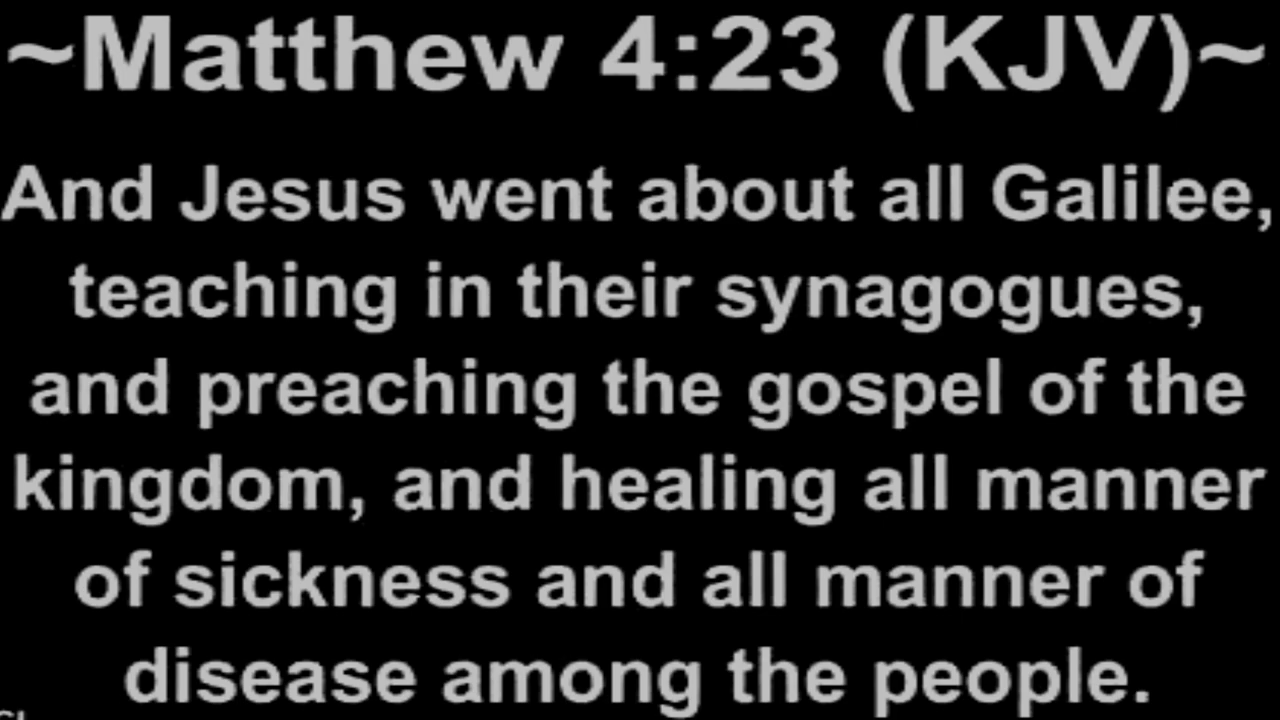 ~Matthew 4:23 (KJV)~
And Jesus went about all Galilee,
teaching in their synagogues,
and preaching the gospel of the
kingdom, and healing all manner
of sickness and all manner of
disease among the people.